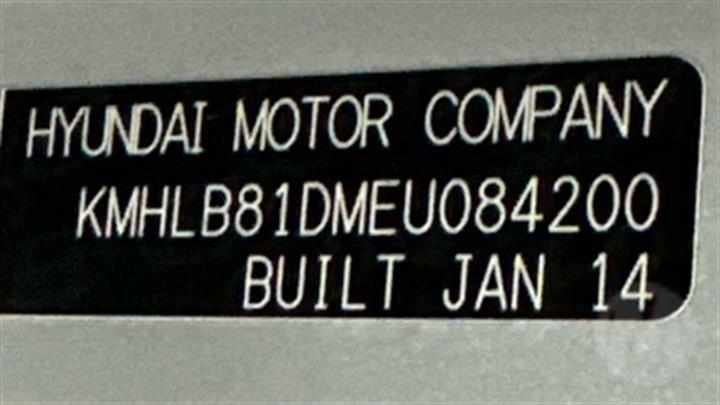 HYUNDAI MOTOR COMPANY
KMHLB81DMEU084200
BUILT JAN 14